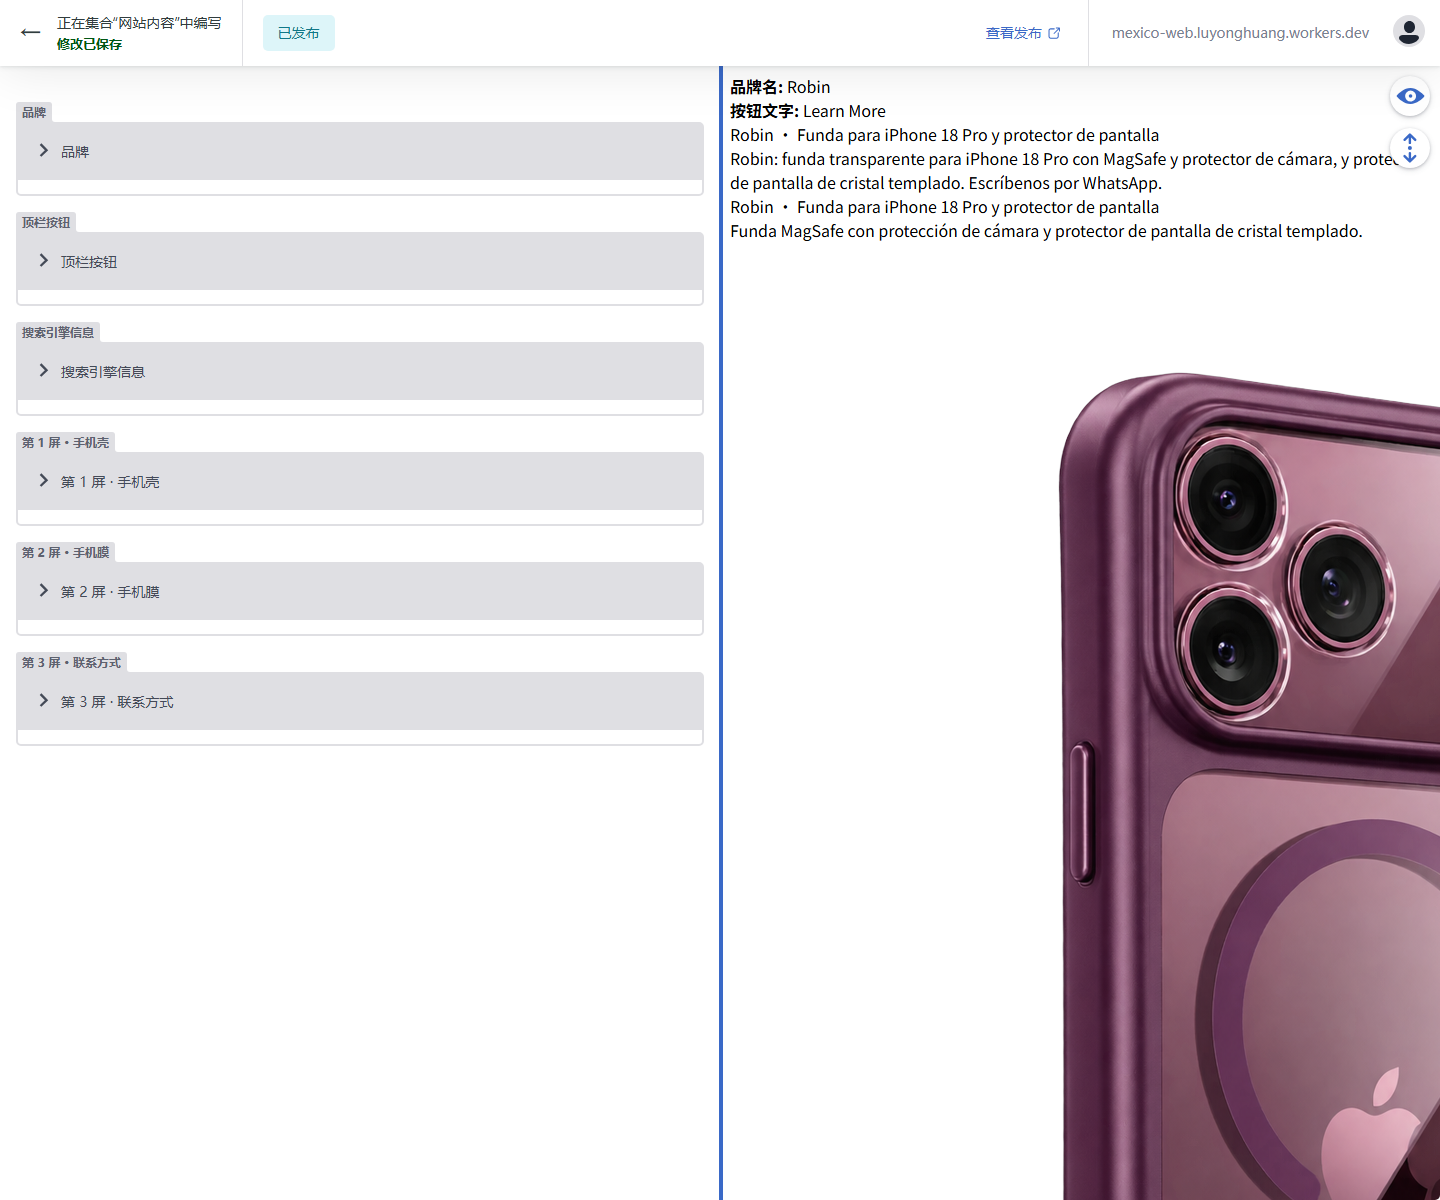 正在集合“网站内容”中编写
修改已保存
已发布
查看发布
mexico-web.luyonghuang.workers.dev
品牌
品牌
顶栏按钮
顶栏按钮
搜索引擎信息
搜索引擎信息
第 1 屏 · 手机壳
第 1 屏 · 手机壳
第 2 屏 · 手机膜
第 2 屏 · 手机膜
第 3 屏 · 联系方式
第 3 屏 · 联系方式
品牌名: Robin
按钮文字: Learn More
Robin · Funda para iPhone 18 Pro y protector de pantalla
Robin: funda transparente para iPhone 18 Pro con MagSafe y protector de cámara, y
de pantalla de cristal templado. Escríbenos por WhatsApp.
Robin · Funda para iPhone 18 Pro y protector de pantalla
Funda MagSafe con protección de cámara y protector de pantalla de cristal templado.